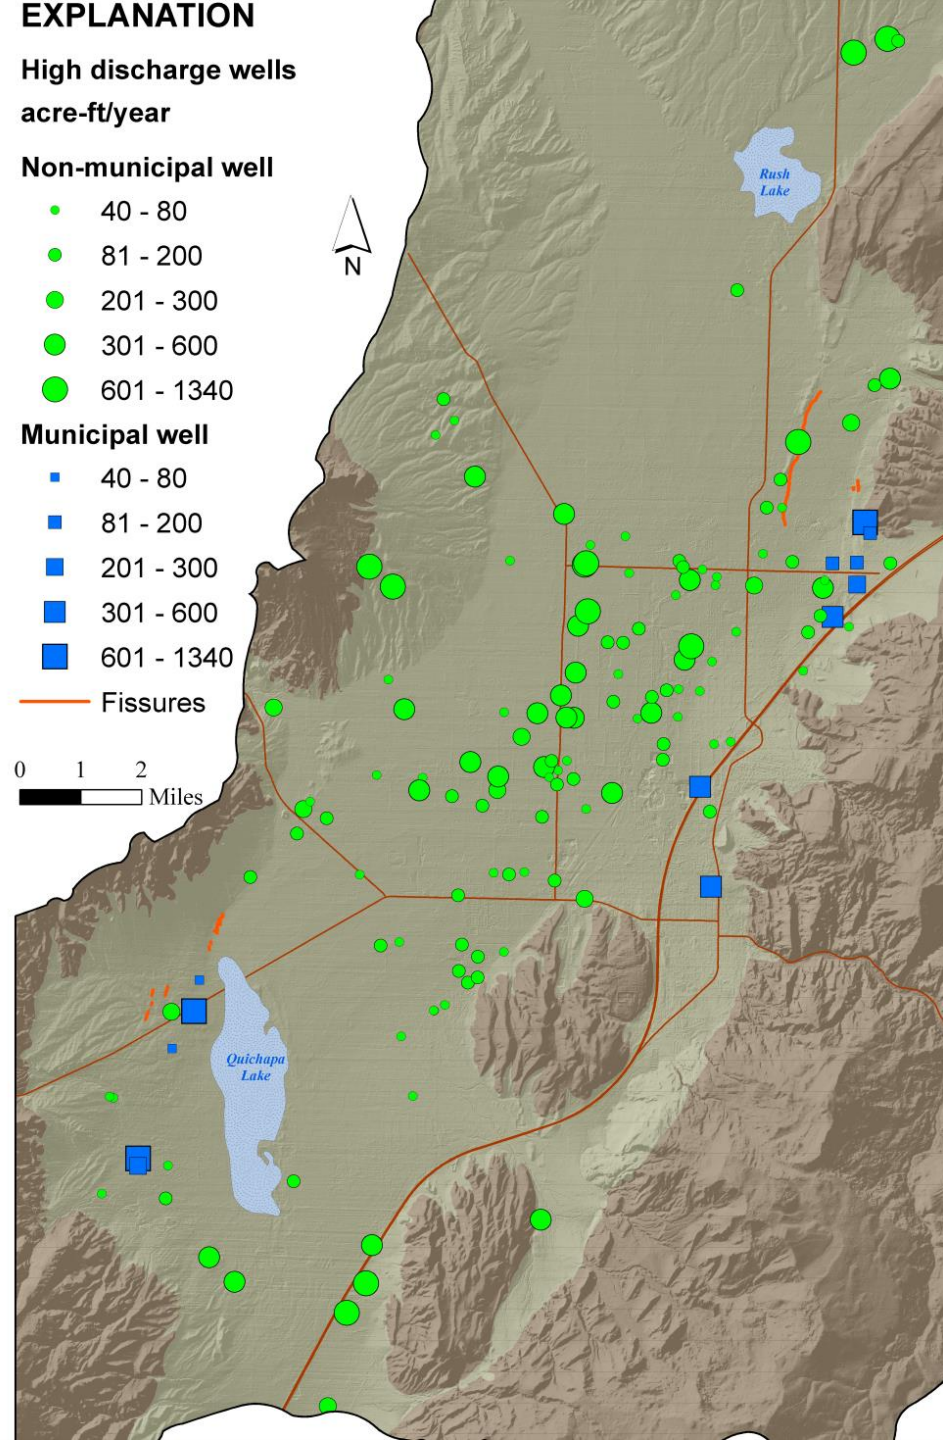 EXPLANATION
High discharge wells
acre-ft/year
Non-municipal well
40 - 80
81 - 200
201 - 300
301 - 600
601 - 1340
Municipal well
40 - 80
81 - 200
201 - 300
301 - 600
601 - 1340
Fissures
0 1 2
Miles
N
Rush
Lake
Quichapa
Lake